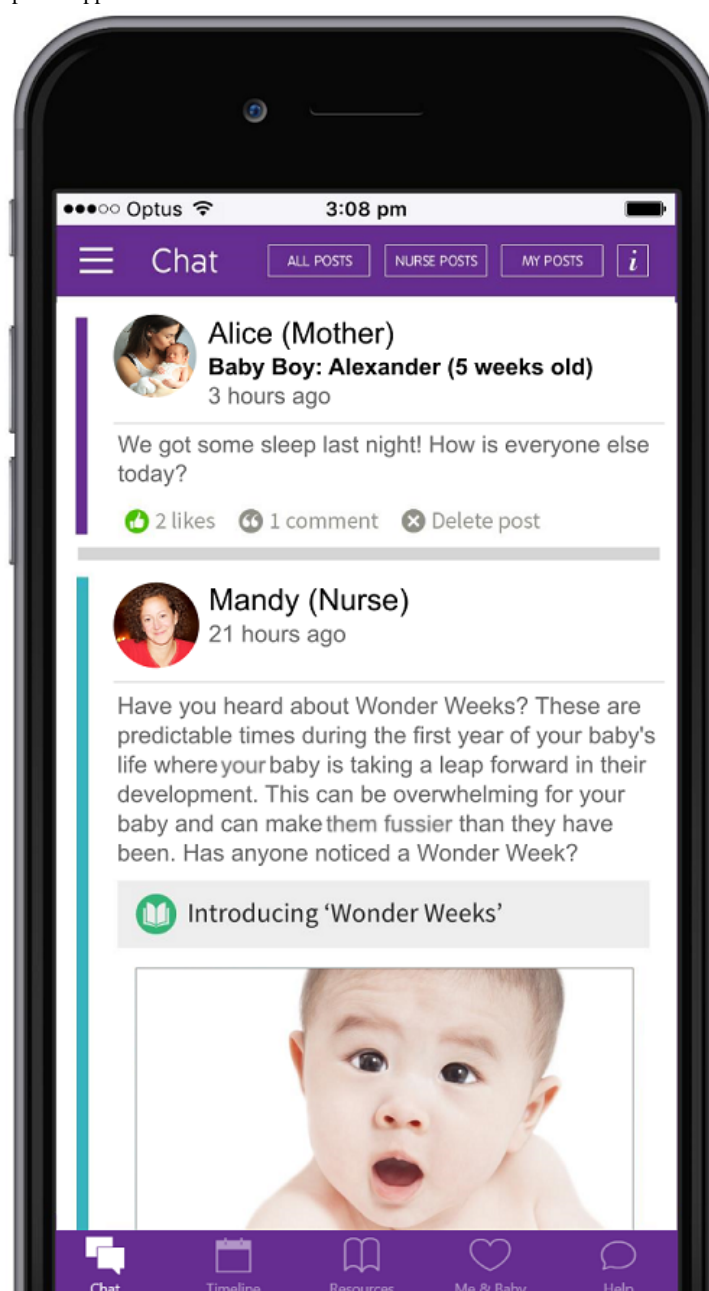 ●●●○○ Optus 3:08 pm
Chat ALL POSTS NURSE POSTS MY POSTS i
Alice (Mother)
Baby Boy: Alexander (5 weeks old)
3 hours ago
We got some sleep last night! How is everyone else
today?
2 likes 1 comment Delete post
Mandy (Nurse)
21 hours ago
Have you heard about Wonder Weeks? These are
predictable times during the first year of your baby's
life where your baby is taking a leap forward in their
development. This can be overwhelming for your
baby and can make them fussier than they have
been. Has anyone noticed a Wonder Week?
Introducing ‘Wonder Weeks’
Chat Timeline Resources Me & Baby Help